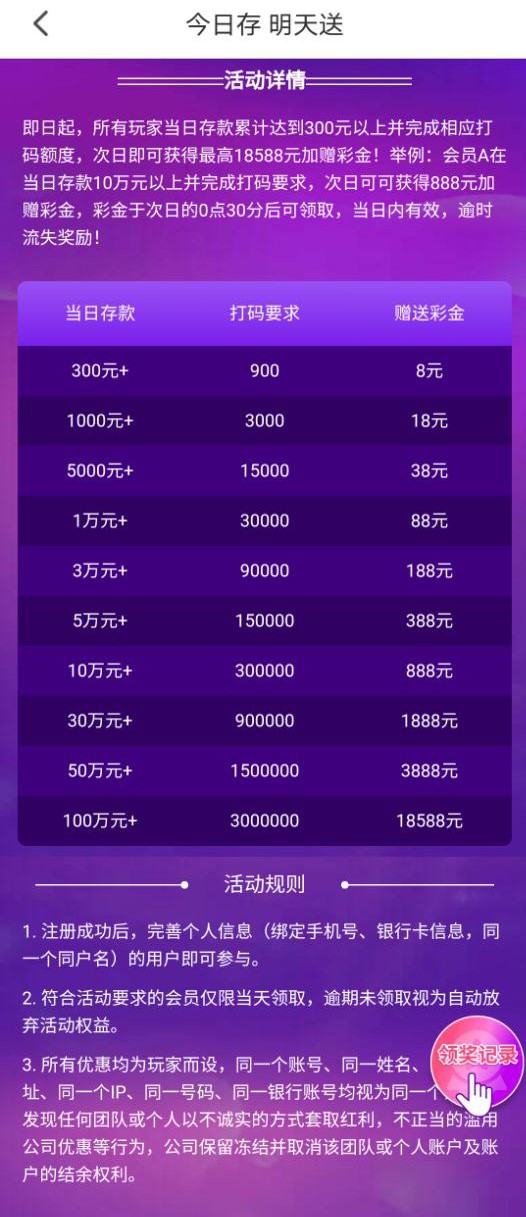 今日存 明天送
活动详情
即日起，所有玩家当日存款累计达到300元以上并完成相应打
码额度，次日即可获得最高18588元加赠彩金！举例：会员A在
当日存款10万元以上并完成打码要求，次日可可获得888元加
赠彩金，彩金于次日的0点30分后可领取，当日内有效，逾时
流失奖励！
当日存款 打码要求 赠送彩金
300元+ 900 8元
1000元+ 3000 18元
5000元+ 15000 38元
1万元+ 30000 88元
3万元+ 90000 188元
5万元+ 150000 388元
10万元+ 300000 888元
30万元+ 900000 1888元
50万元+ 1500000 3888元
100万元+ 3000000 18588元
活动规则
1. 注册成功后，完善个人信息（绑定手机号、银行卡信息，同
一个同户名）的用户即可参与。
2. 符合活动要求的会员仅限当天领取，逾期未领取视为自动放
弃活动权益。
领奖记录
3. 所有优惠均为玩家而设，同一个账号、同一姓名、
址、同一个IP、同一号码、同一银行账号均视为同一个
发现任何团队或个人以不诚实的方式套取红利，不正当的滥用
公司优惠等行为，公司保留冻结并取消该团队或个人账户及账
户的结余权利。